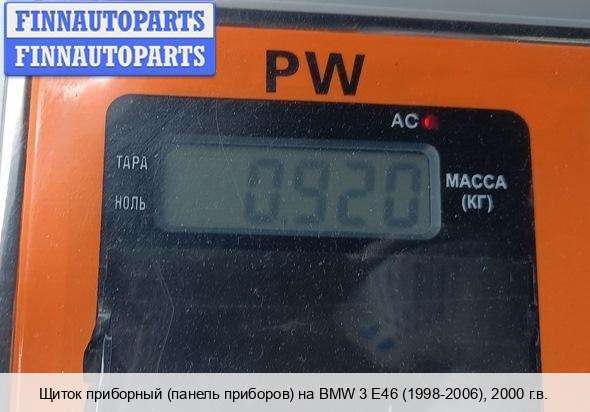 FINNAUTOPARTS
FINNAUTOPARTS
PW
AC
ТАРА
НОЛЬ
0.920
МАССА
(КГ)
Щиток приборный (панель приборов) на BMW 3 E46 (1998-2006), 2000 г.в.